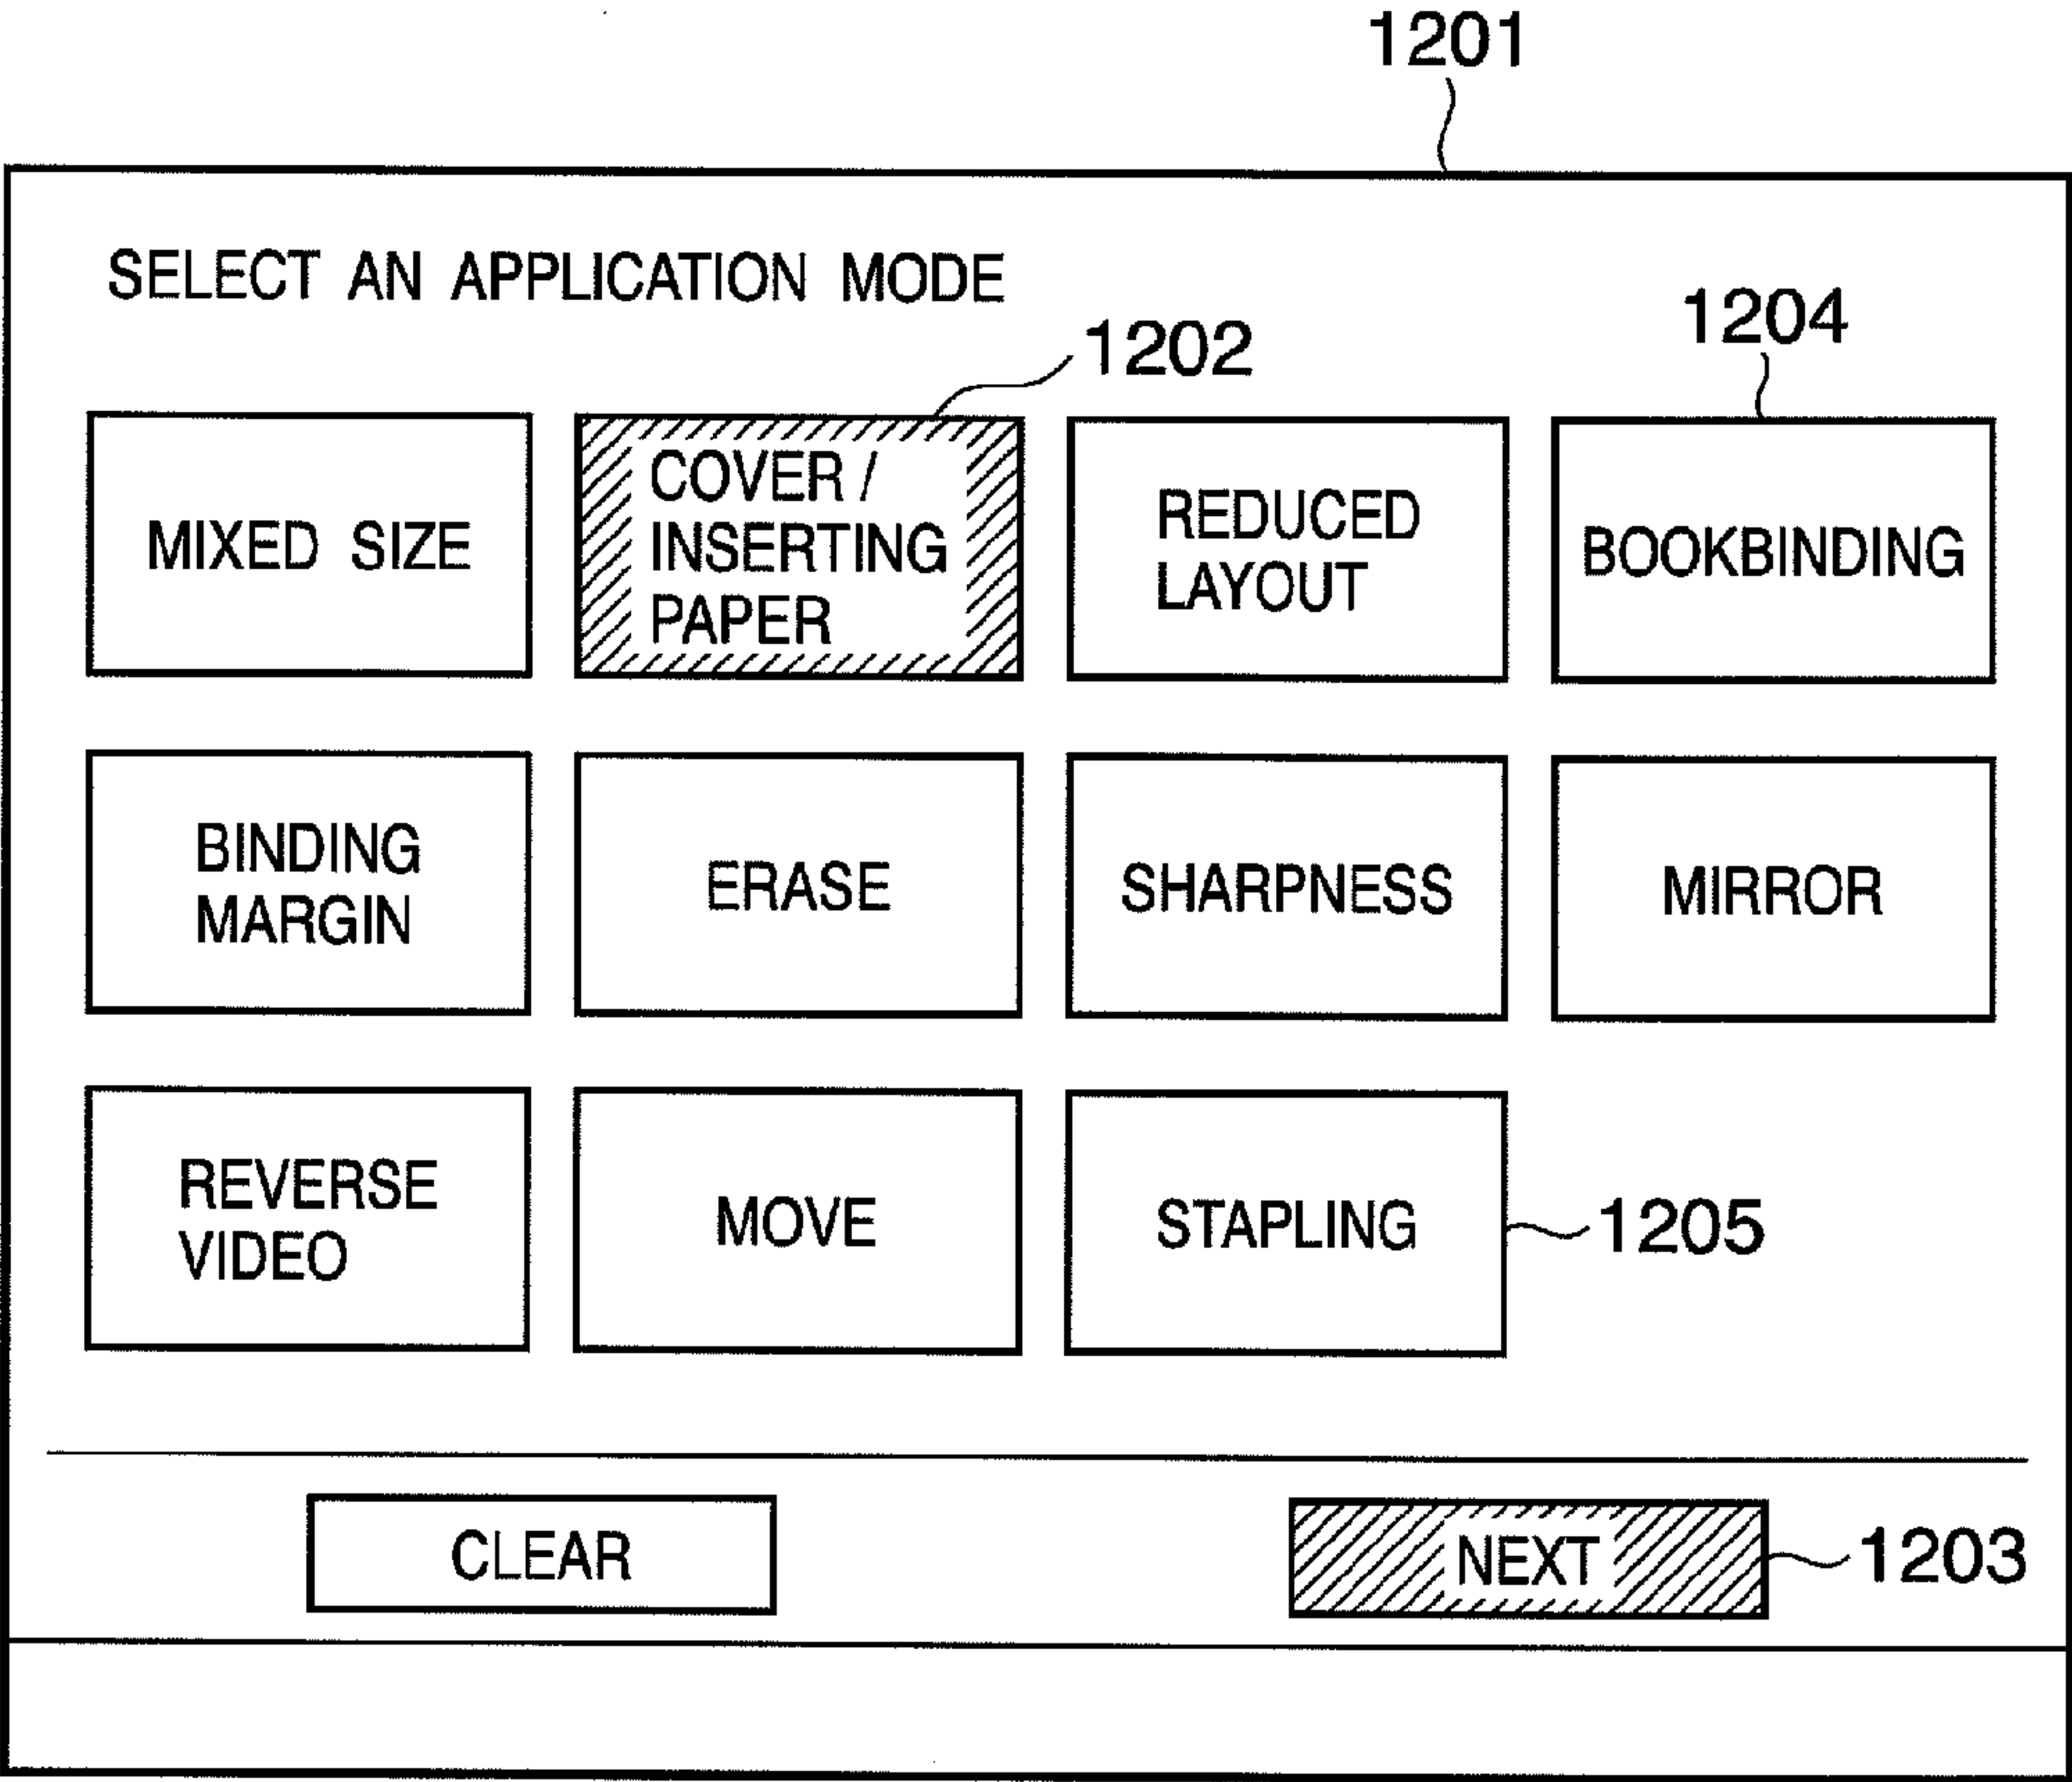 1201
SELECT AN APPLICATION MODE
1202
1204
MIXED SIZE
COVER /
INSERTING
PAPER
REDUCED
LAYOUT
BOOKBINDING
BINDING
MARGIN
ERASE
SHARPNESS
MIRROR
REVERSE
VIDEO
MOVE
STAPLING
1205
CLEAR
NEXT
1203